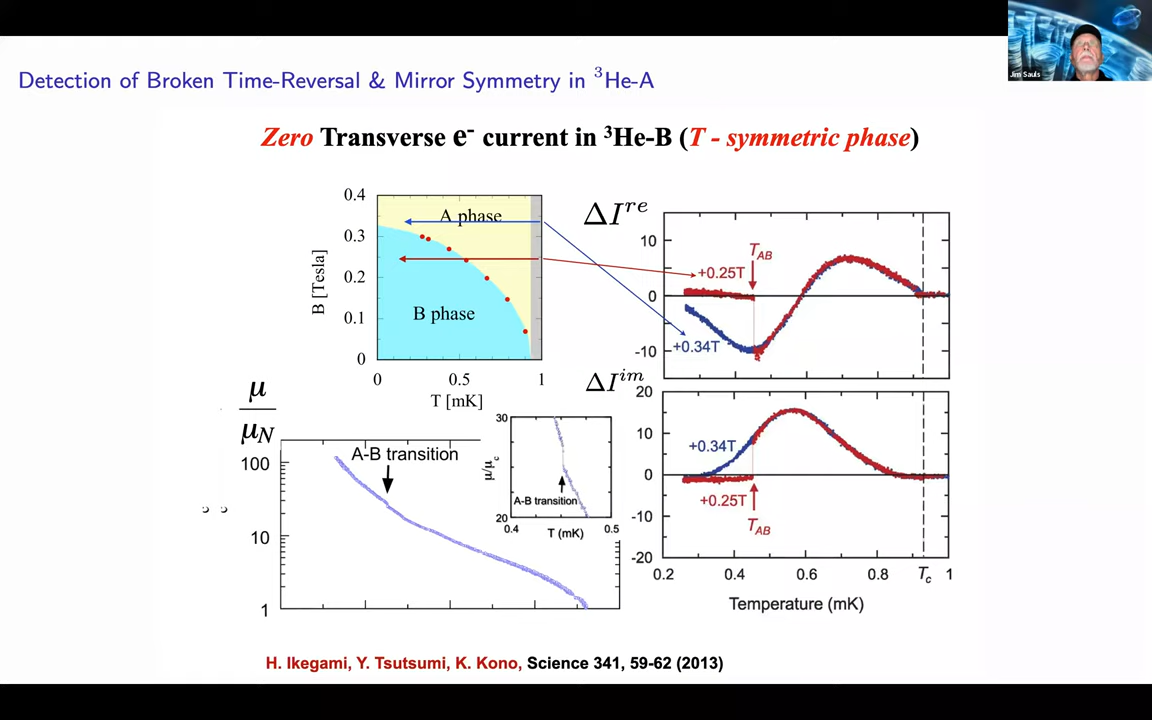 Jim Sauls
Detection of Broken Time-Reversal & Mirror Symmetry in ³He-A
Zero Transverse e⁻ current in ³He-B (T - symmetric phase)
0.4
0.3
0.2
0.1
0
B [Tesla]
A phase
B phase
0 0.5 1
T [mK]
ΔIʳᵉ
10
0
-10
+0.25T
T_AB
+0.34T
ΔIⁱᵐ
20
10
0
-10
-20
+0.34T
+0.25T
T_AB
0.2 0.4 0.6 0.8 T_c 1
Temperature (mK)
μ
μ_N
100
10
1
A-B transition
30
20
μ/μ_c
A-B transition
0.4 0.5
T (mK)
c
c
H. Ikegami, Y. Tsutsumi, K. Kono, Science 341, 59-62 (2013)